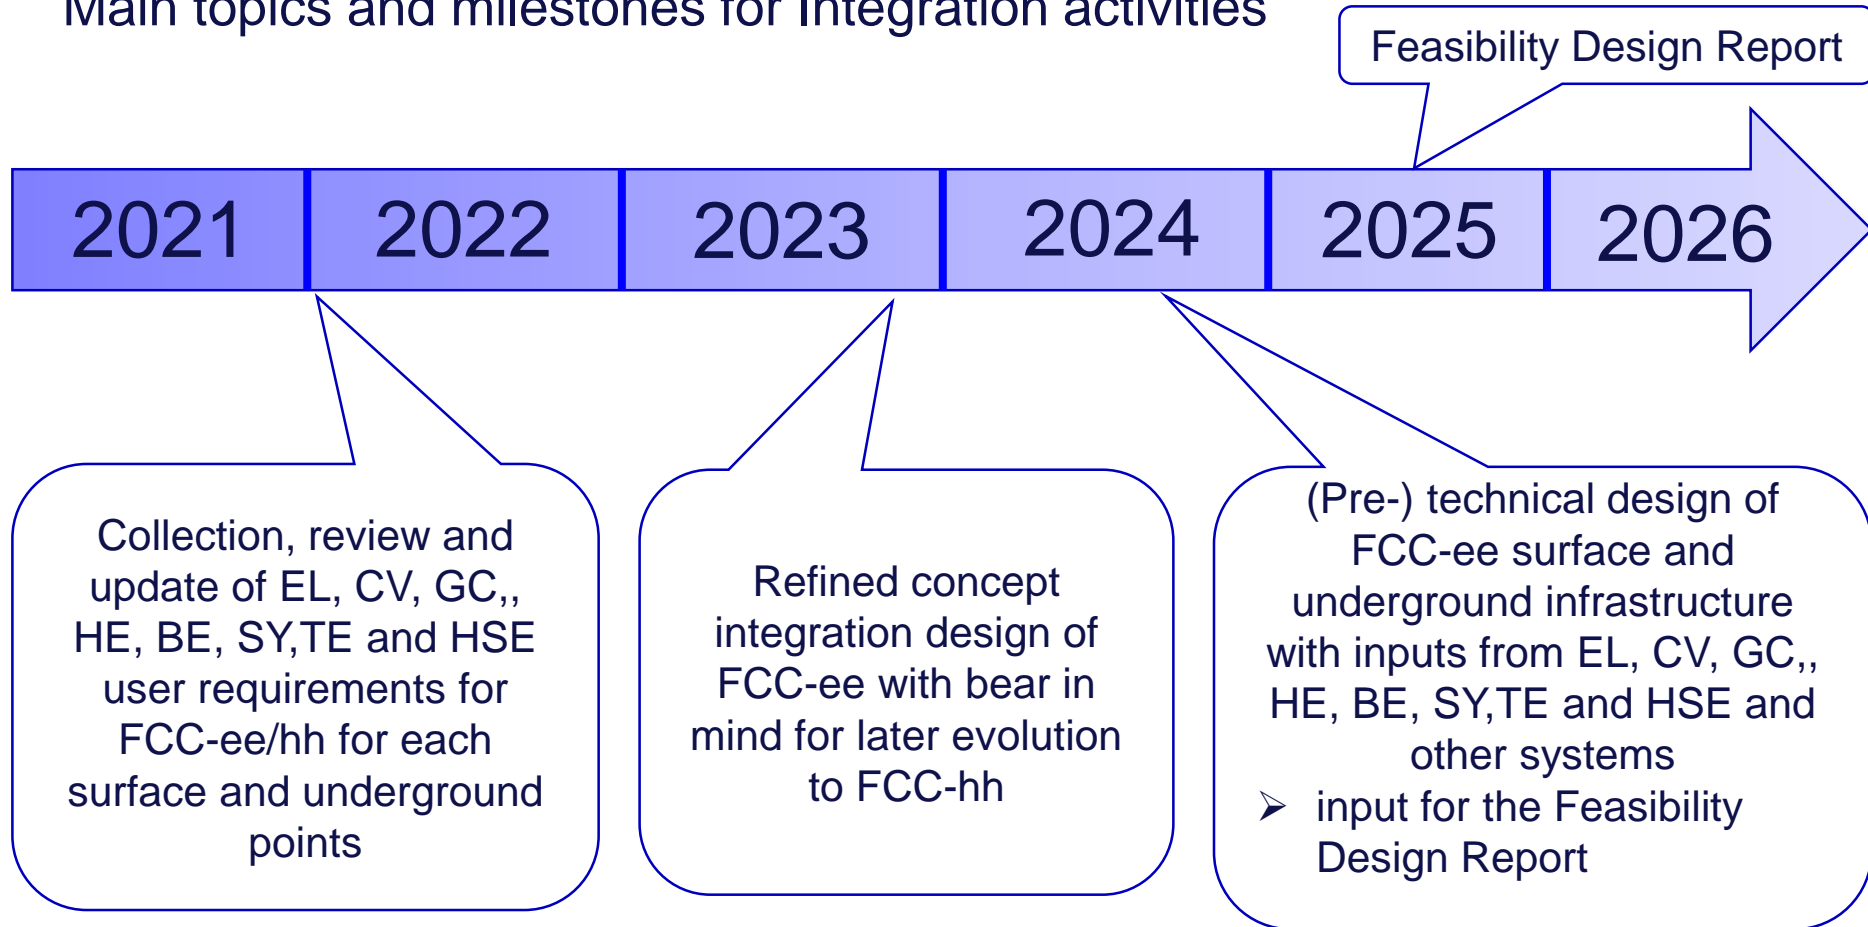 Main topics and milestones for Integration activities
Feasibility Design Report
2021
2022
2023
2024
2025
2026
Collection, review and
update of EL, CV, GC,,
HE, BE, SY,TE and HSE
user requirements for
FCC-ee/hh for each
surface and underground
points
Refined concept
integration design of
FCC-ee with bear in
mind for later evolution
to FCC-hh
(Pre-) technical design of
FCC-ee surface and
underground infrastructure
with inputs from EL, CV, GC,,
HE, BE, SY,TE and HSE and
other systems
➢ input for the Feasibility
Design Report